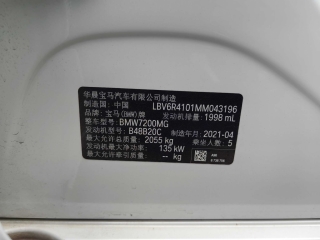 华晨宝马汽车有限公司制造
制造国: 中国 LBV6R4101MM043196
品牌: 宝马(BMW)牌 发动机排量: 1998 mL
整车型号: BMW7200MG
发动机型号: B48B20C 制造年月: 2021-04
最大允许总质量: 2055 kg 乘坐人数: 5
发动机最大净功率: 135 kW
最大允许牵引质量: -- kg